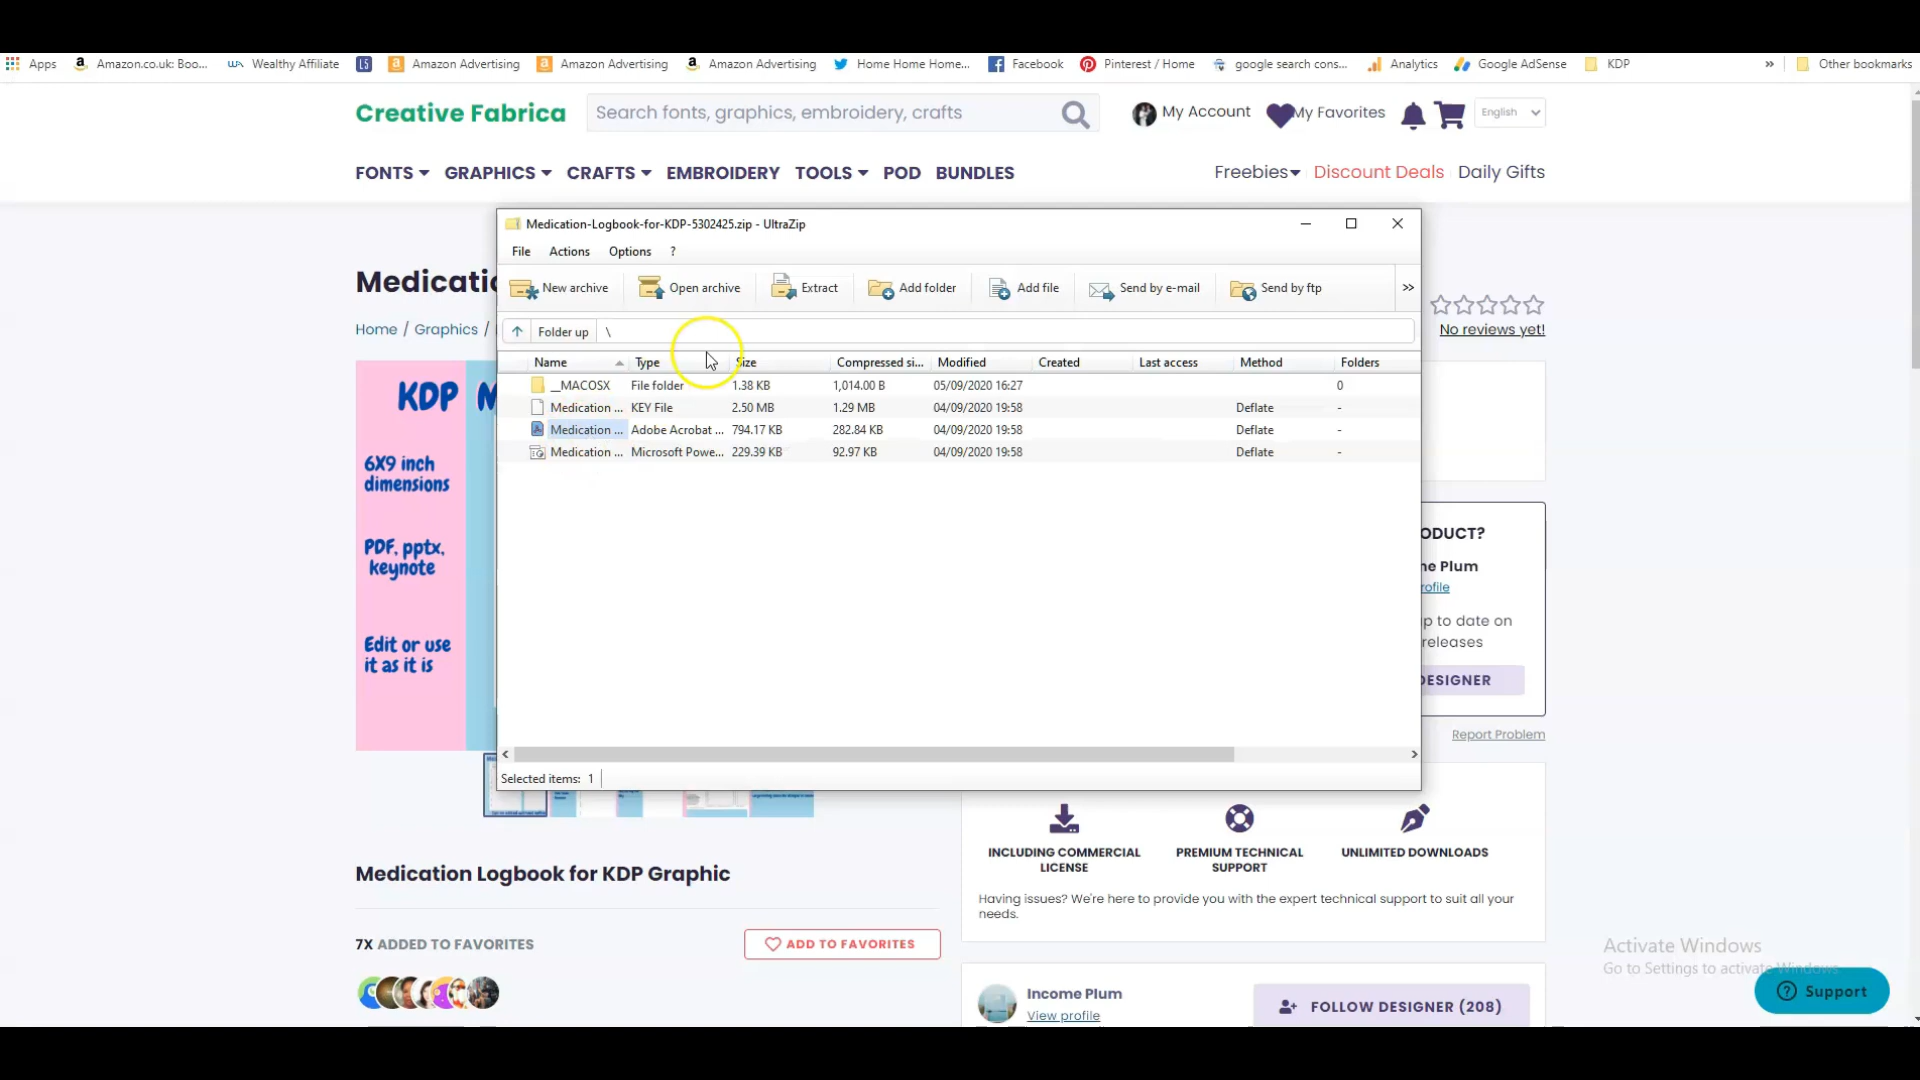 Apps Amazon.co.uk: Boo... Wealthy Affiliate Amazon Advertising Amazon Advertising Amazon Advertising Home Home Home... Facebook Pinterest / Home google search cons... Analytics Google AdSense KDP » Other bookmarks
Creative Fabrica Search fonts, graphics, embroidery, crafts My Account My Favorites English
FONTS GRAPHICS CRAFTS EMBROIDERY TOOLS POD BUNDLES Freebies Discount Deals Daily Gifts
Medication-Logbook-for-KDP-5302425.zip - UltraZip
File Actions Options ?
New archive Open archive Extract Add folder Add file Send by e-mail Send by ftp »
Folder up \
Name Type Size Compressed si... Modified Created Last access Method Folders
__MACOSX File folder 1.38 KB 1,014.00 B 05/09/2020 16:27 0
Medication ... KEY File 2.50 MB 1.29 MB 04/09/2020 19:58 Deflate -
Medication ... Adobe Acrobat ... 794.17 KB 282.84 KB 04/09/2020 19:58 Deflate -
Medication ... Microsoft Powe... 229.39 KB 92.97 KB 04/09/2020 19:58 Deflate -
Selected items: 1
Medicati
Home / Graphics /
No reviews yet!
KDP M
6X9 inch
dimensions
PDF, pptx,
keynote
Edit or use
it as it is
ODUCT?
me Plum
rofile
p to date on
releases
DESIGNER
Report Problem
INCLUDING COMMERCIAL
LICENSE
PREMIUM TECHNICAL
SUPPORT
UNLIMITED DOWNLOADS
Having issues? We're here to provide you with the expert technical support to suit all your
needs.
Medication Logbook for KDP Graphic
7X ADDED TO FAVORITES
ADD TO FAVORITES
Income Plum
View profile
FOLLOW DESIGNER (208)
Activate Windows
Go to Settings to activate Windows.
Support